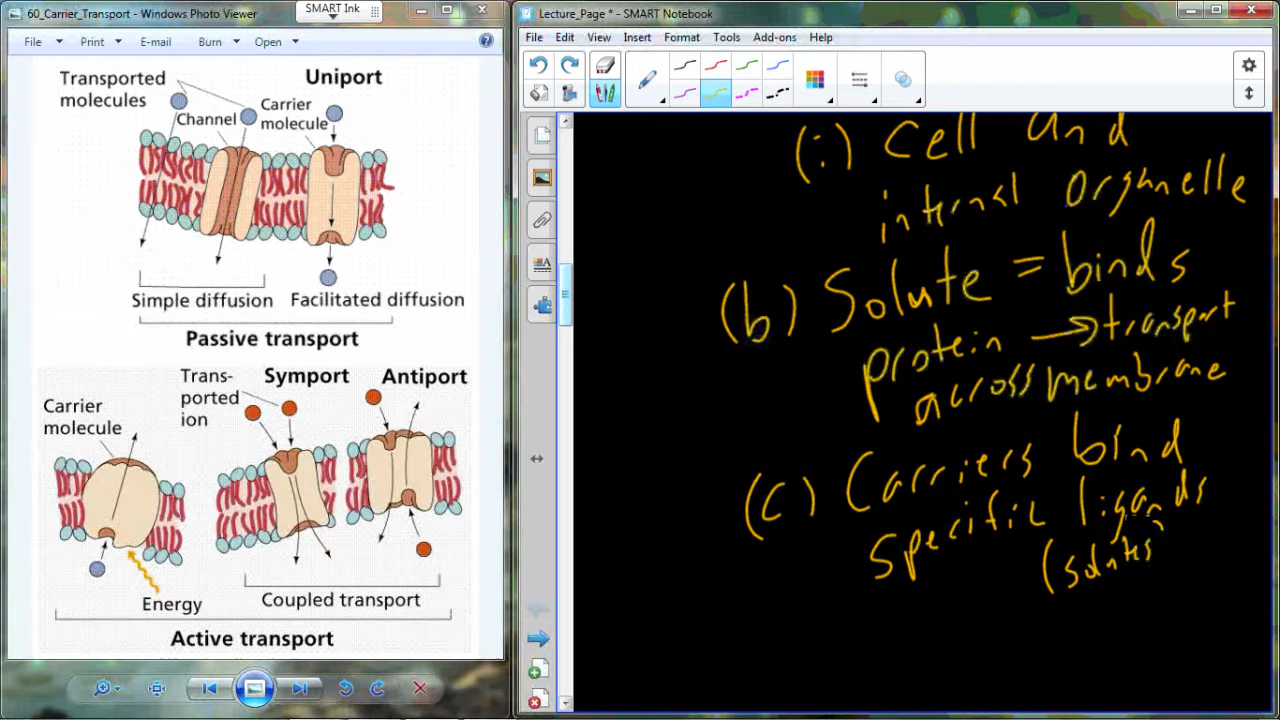 60_Carrier_Transport - Windows Photo Viewer
SMART Ink
File Print E-mail Burn Open
Transported
molecules
Uniport
Channel
Carrier
molecule
Simple diffusion
Facilitated diffusion
Passive transport
Trans-
ported
ion
Symport
Antiport
Carrier
molecule
Energy
Coupled transport
Active transport
Lecture_Page * - SMART Notebook
File Edit View Insert Format Tools Add-ons Help
(i) Cell and
internal organelle
(b) Solute = binds
protein → transport
across membrane
(c) Carriers bind
specific ligands
(solutes